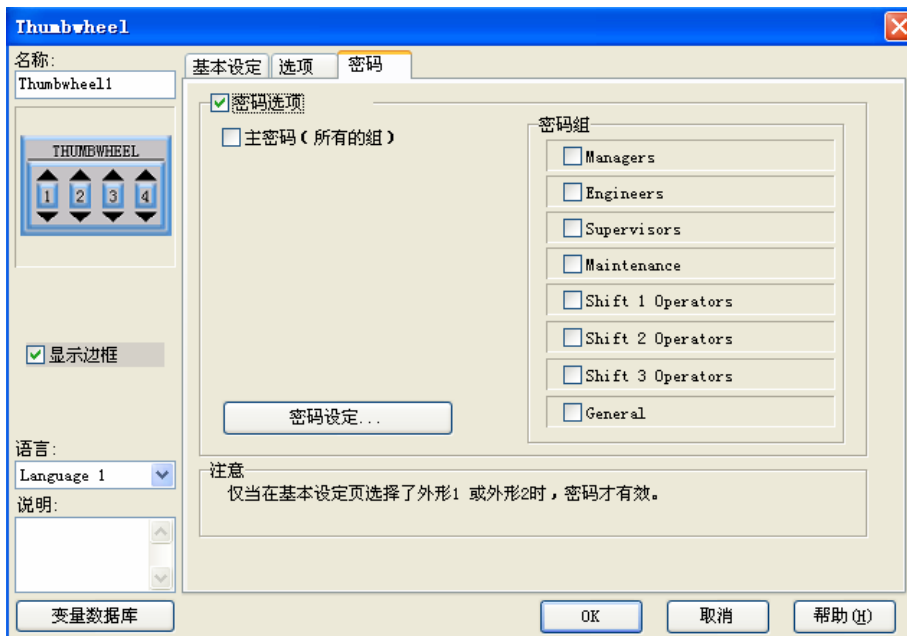 Thumbwheel
名称:
Thumbwheel1
THUMBWHEEL
1 2 3 4
显示边框
语言:
Language 1
说明:
变量数据库
基本设定 选项 密码
密码选项
主密码(所有的组)
密码设定...
密码组
Managers
Engineers
Supervisors
Maintenance
Shift 1 Operators
Shift 2 Operators
Shift 3 Operators
General
注意
仅当在基本设定页选择了外形1 或外形2时,密码才有效。
OK 取消 帮助(H)